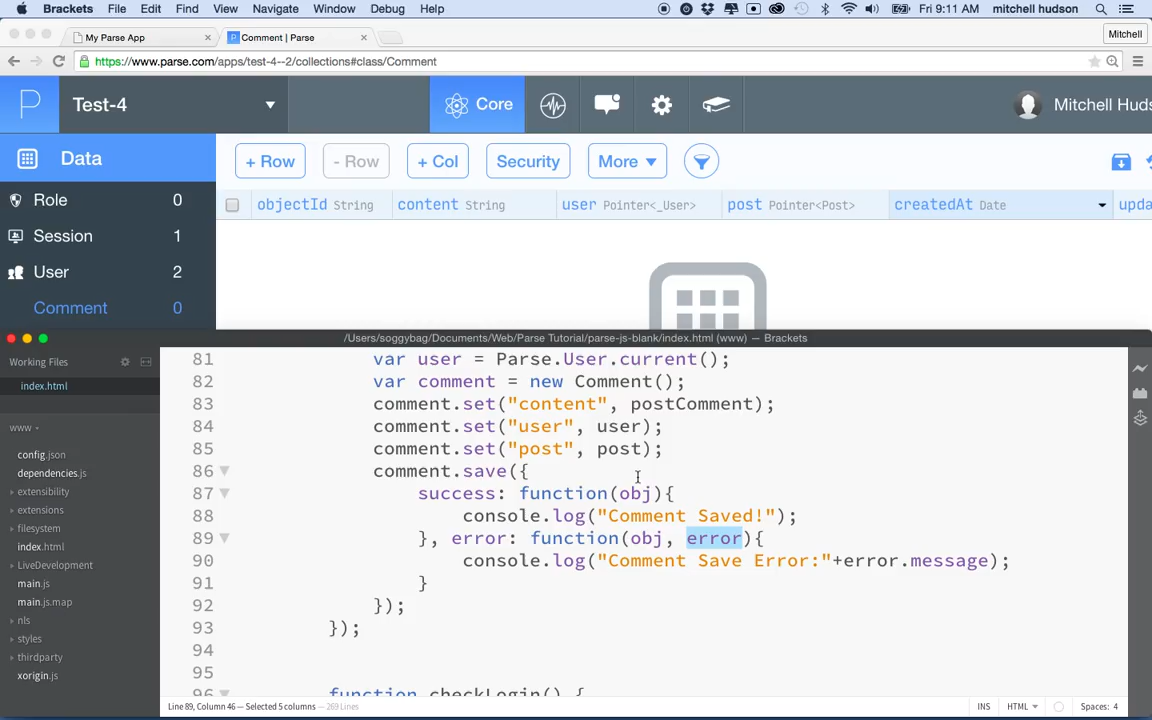 Brackets File Edit Find View Navigate Window Debug Help Fri 9:11 AM mitchell hudson
My Parse App × Comment | Parse × Mitchell
https://www.parse.com/apps/test-4--2/collections#class/Comment
P Test-4 Core Mitchell Huds
Data + Row - Row + Col Security More
Role 0
objectId String content String user Pointer<_User> post Pointer<Post> createdAt Date upda
Session 1
User 2
Comment 0
/Users/soggybag/Documents/Web/Parse Tutorial/parse-js-blank/index.html (www) — Brackets
Working Files
index.html
www
config.json
dependencies.js
extensibility
extensions
filesystem
index.html
LiveDevelopment
main.js
main.js.map
nls
styles
thirdparty
xorigin.js
81 var user = Parse.User.current();
82 var comment = new Comment();
83 comment.set("content", postComment);
84 comment.set("user", user);
85 comment.set("post", post);
86 comment.save({
87 success: function(obj){
88 console.log("Comment Saved!");
89 }, error: function(obj, error){
90 console.log("Comment Save Error:"+error.message);
91 }
92 });
93 });
94
95
96 function checkLogin() {
Line 89, Column 46 — Selected 5 columns — 269 Lines INS HTML Spaces: 4